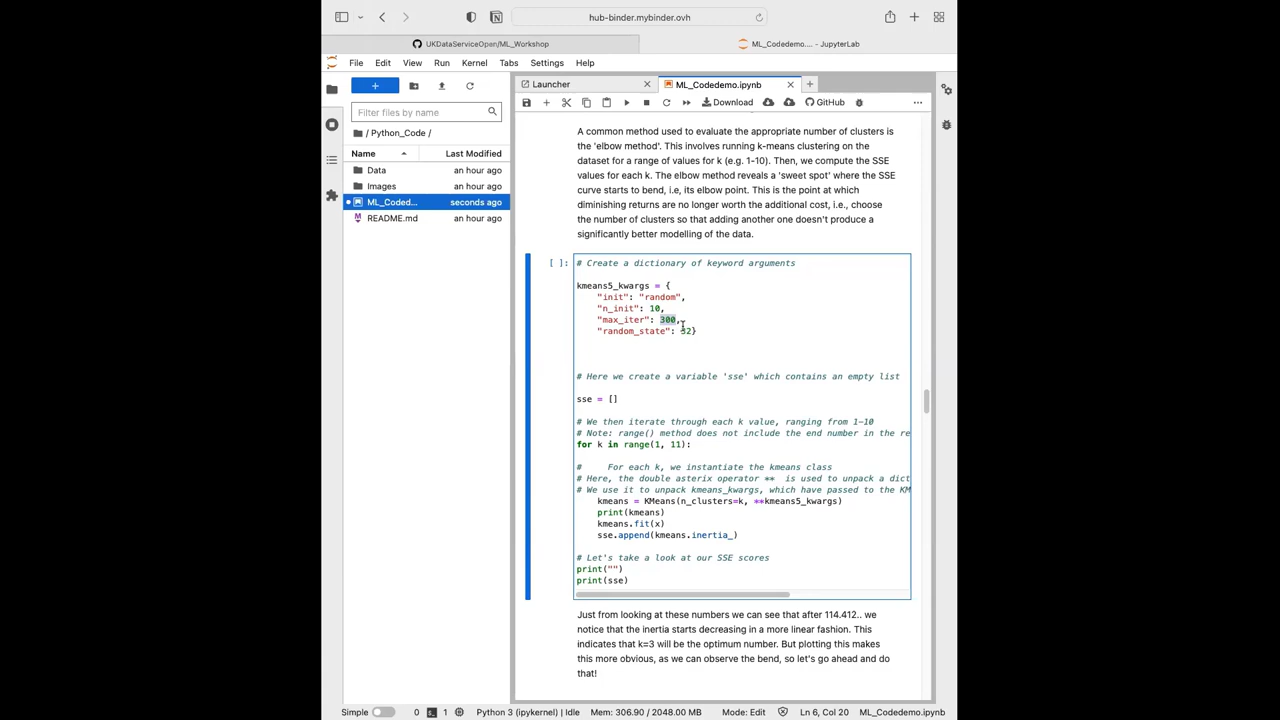 hub-binder.mybinder.ovh
UKDataServiceOpen/ML_Workshop
ML_Codedemo.... - JupyterLab
File Edit View Run Kernel Tabs Settings Help
+
Launcher
ML_Codedemo.ipynb
Filter files by name
Download
GitHub
/ Python_Code /
Name Last Modified
Data an hour ago
Images an hour ago
ML_Coded... seconds ago
README.md an hour ago
A common method used to evaluate the appropriate number of clusters is
the 'elbow method'. This involves running k-means clustering on the
dataset for a range of values for k (e.g. 1-10). Then, we compute the SSE
values for each k. The elbow method reveals a 'sweet spot' where the SSE
curve starts to bend, i.e, its elbow point. This is the point at which
diminishing returns are no longer worth the additional cost, i.e., choose
the number of clusters so that adding another one doesn't produce a
significantly better modelling of the data.
[ ]:
# Create a dictionary of keyword arguments
kmeans5_kwargs = {
"init": "random",
"n_init": 10,
"max_iter": 300,
"random_state": 32}
# Here we create a variable 'sse' which contains an empty list
sse = []
# We then iterate through each k value, ranging from 1-10
# Note: range() method does not include the end number in the re
for k in range(1, 11):
# For each k, we instantiate the kmeans class
# Here, the double asterix operator ** is used to unpack a dict
# We use it to unpack kmeans_kwargs, which have passed to the KM
kmeans = KMeans(n_clusters=k, **kmeans5_kwargs)
print(kmeans)
kmeans.fit(x)
sse.append(kmeans.inertia_)
# Let's take a look at our SSE scores
print("")
print(sse)
Just from looking at these numbers we can see that after 114.412.. we
notice that the inertia starts decreasing in a more linear fashion. This
indicates that k=3 will be the optimum number. But plotting this makes
this more obvious, as we can observe the bend, so let's go ahead and do
that!
Simple 0 1 Python 3 (ipykernel) | Idle Mem: 306.90 / 2048.00 MB Mode: Edit Ln 6, Col 20 ML_Codedemo.ipynb